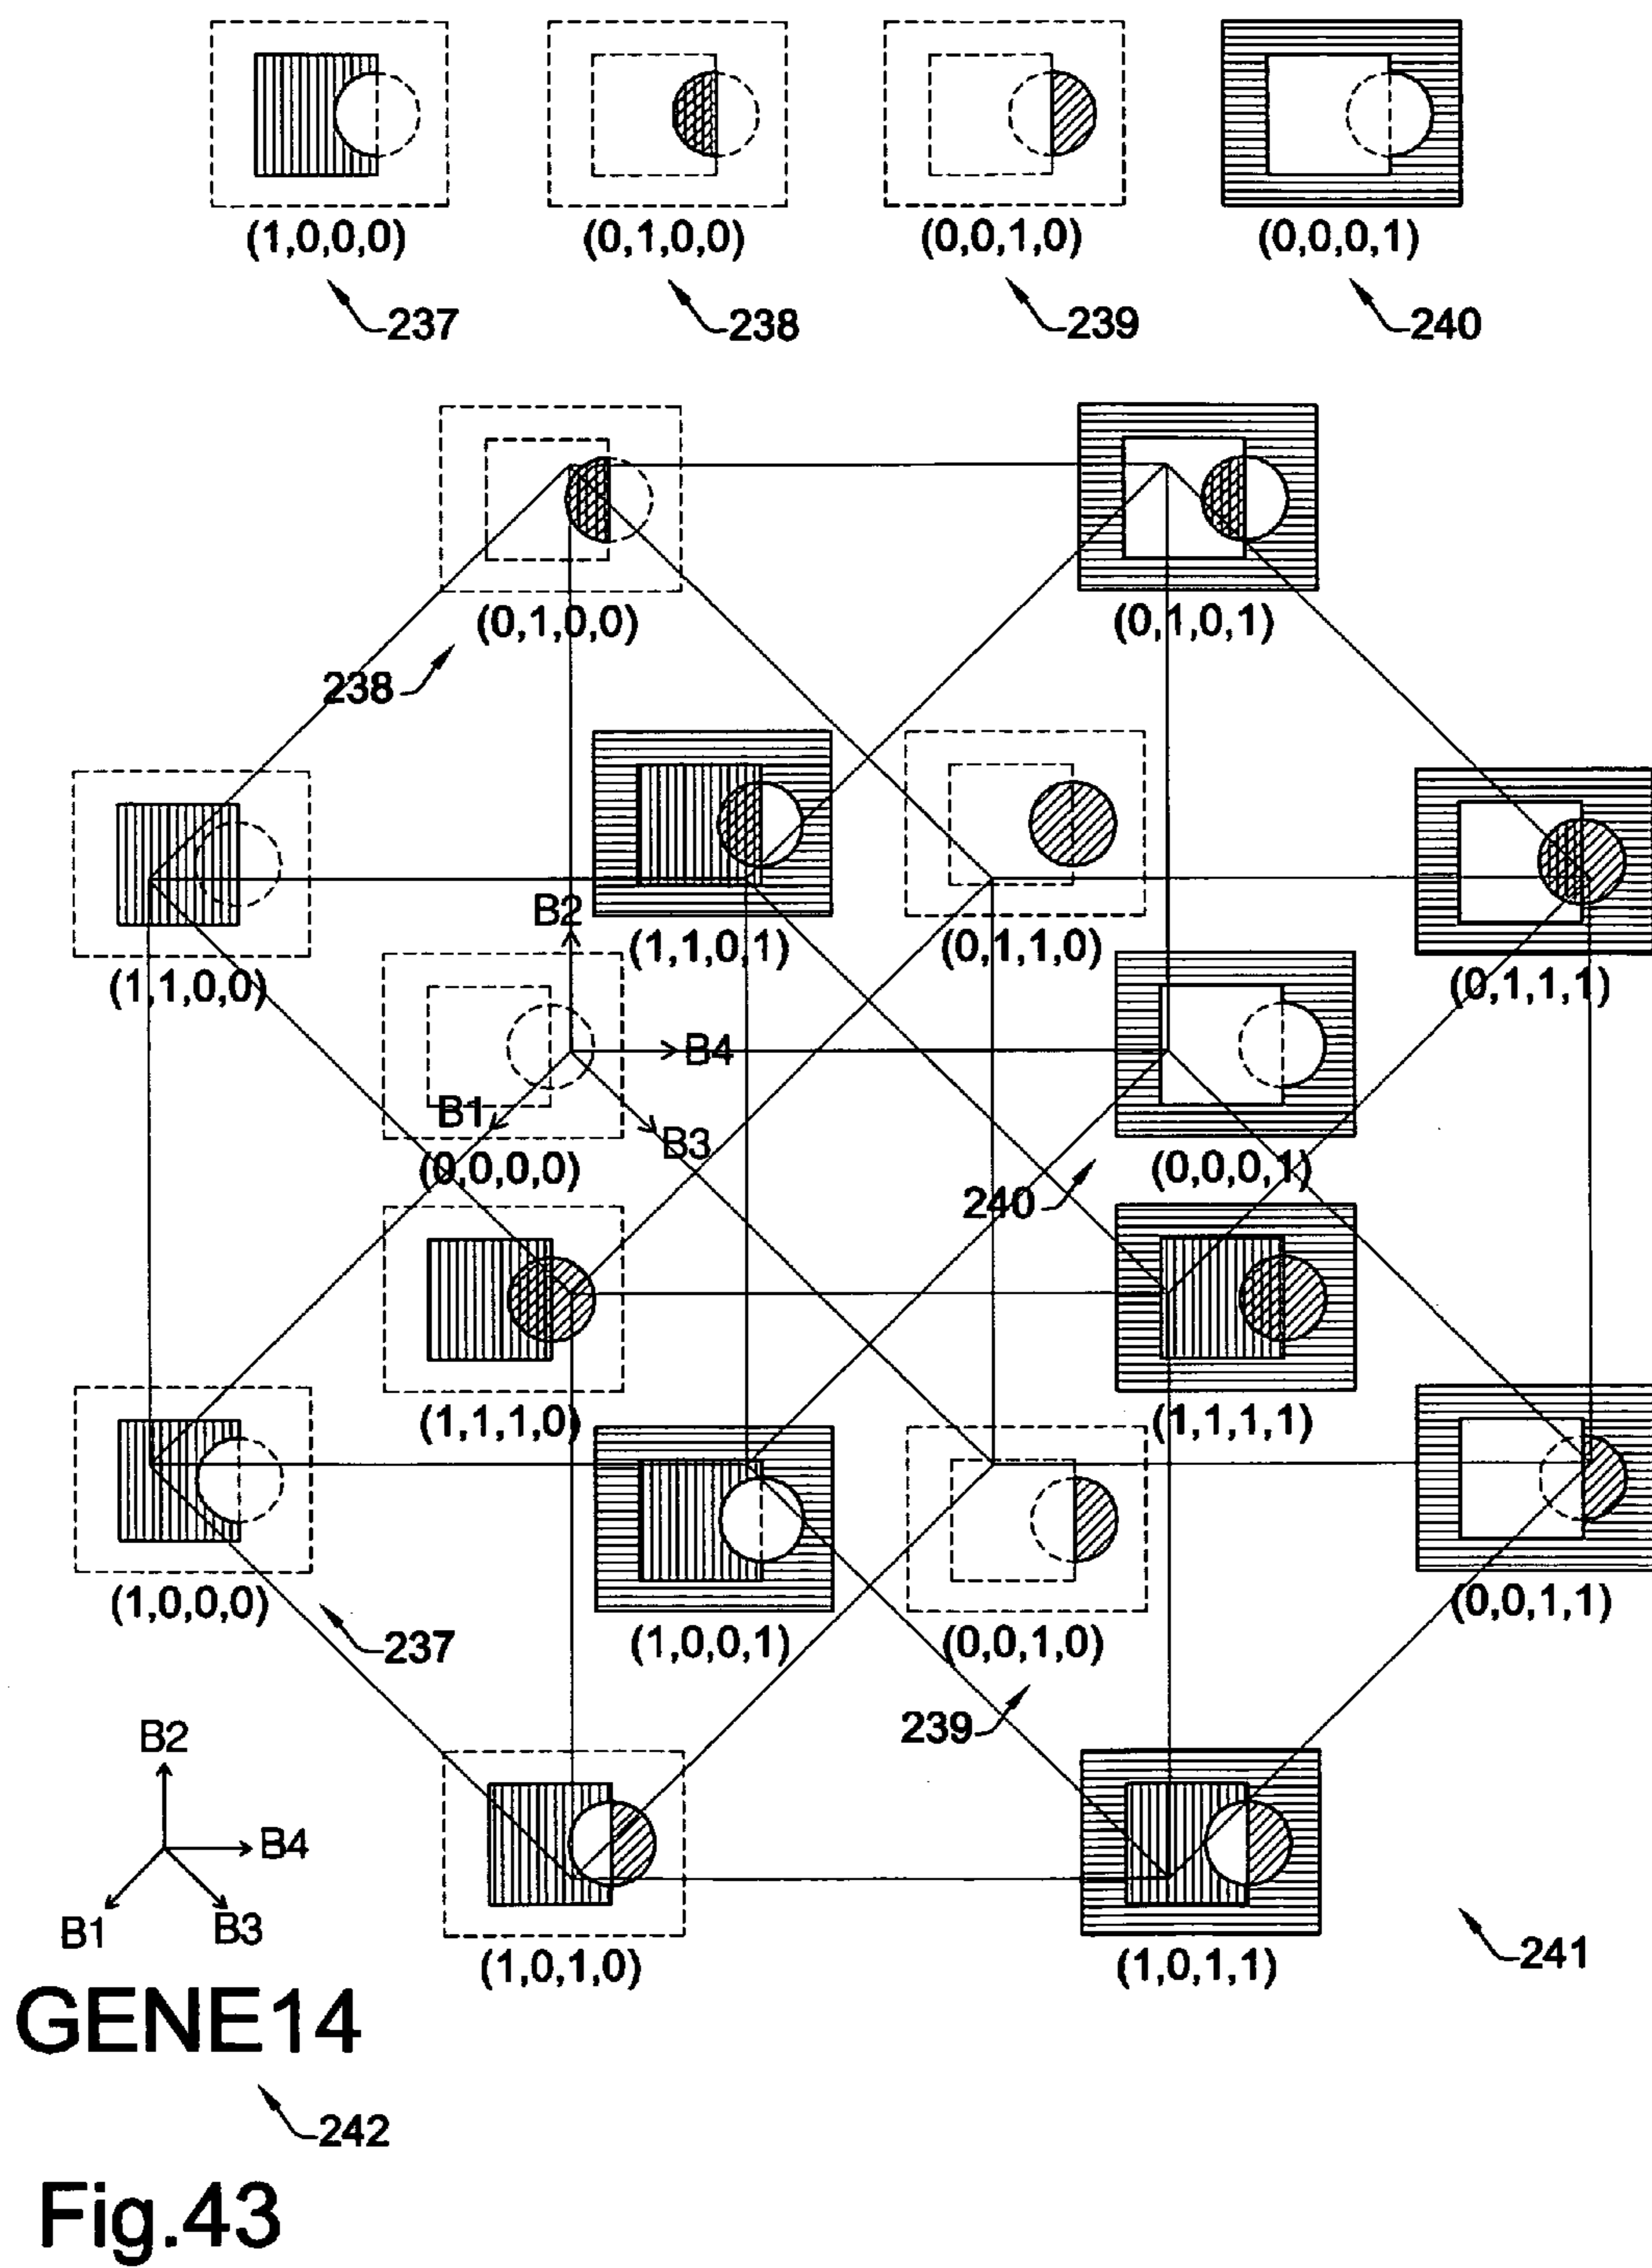 (1,0,0,0) (0,1,0,0) (0,0,1,0) (0,0,0,1)
237 238 239 240
(0,1,0,0) (0,1,0,1)
238
B2
(1,1,0,1) (0,1,1,0)
(1,1,0,0) (0,1,1,1)
B4
B1
B3
(0,0,0,0) (0,0,0,1)
240
(1,1,1,0) (1,1,1,1)
(1,0,0,0) (0,0,1,1)
237 (1,0,0,1) (0,0,1,0)
239
B2
B4
B1 B3
(1,0,1,0) (1,0,1,1)
241
GENE14
242
Fig.43